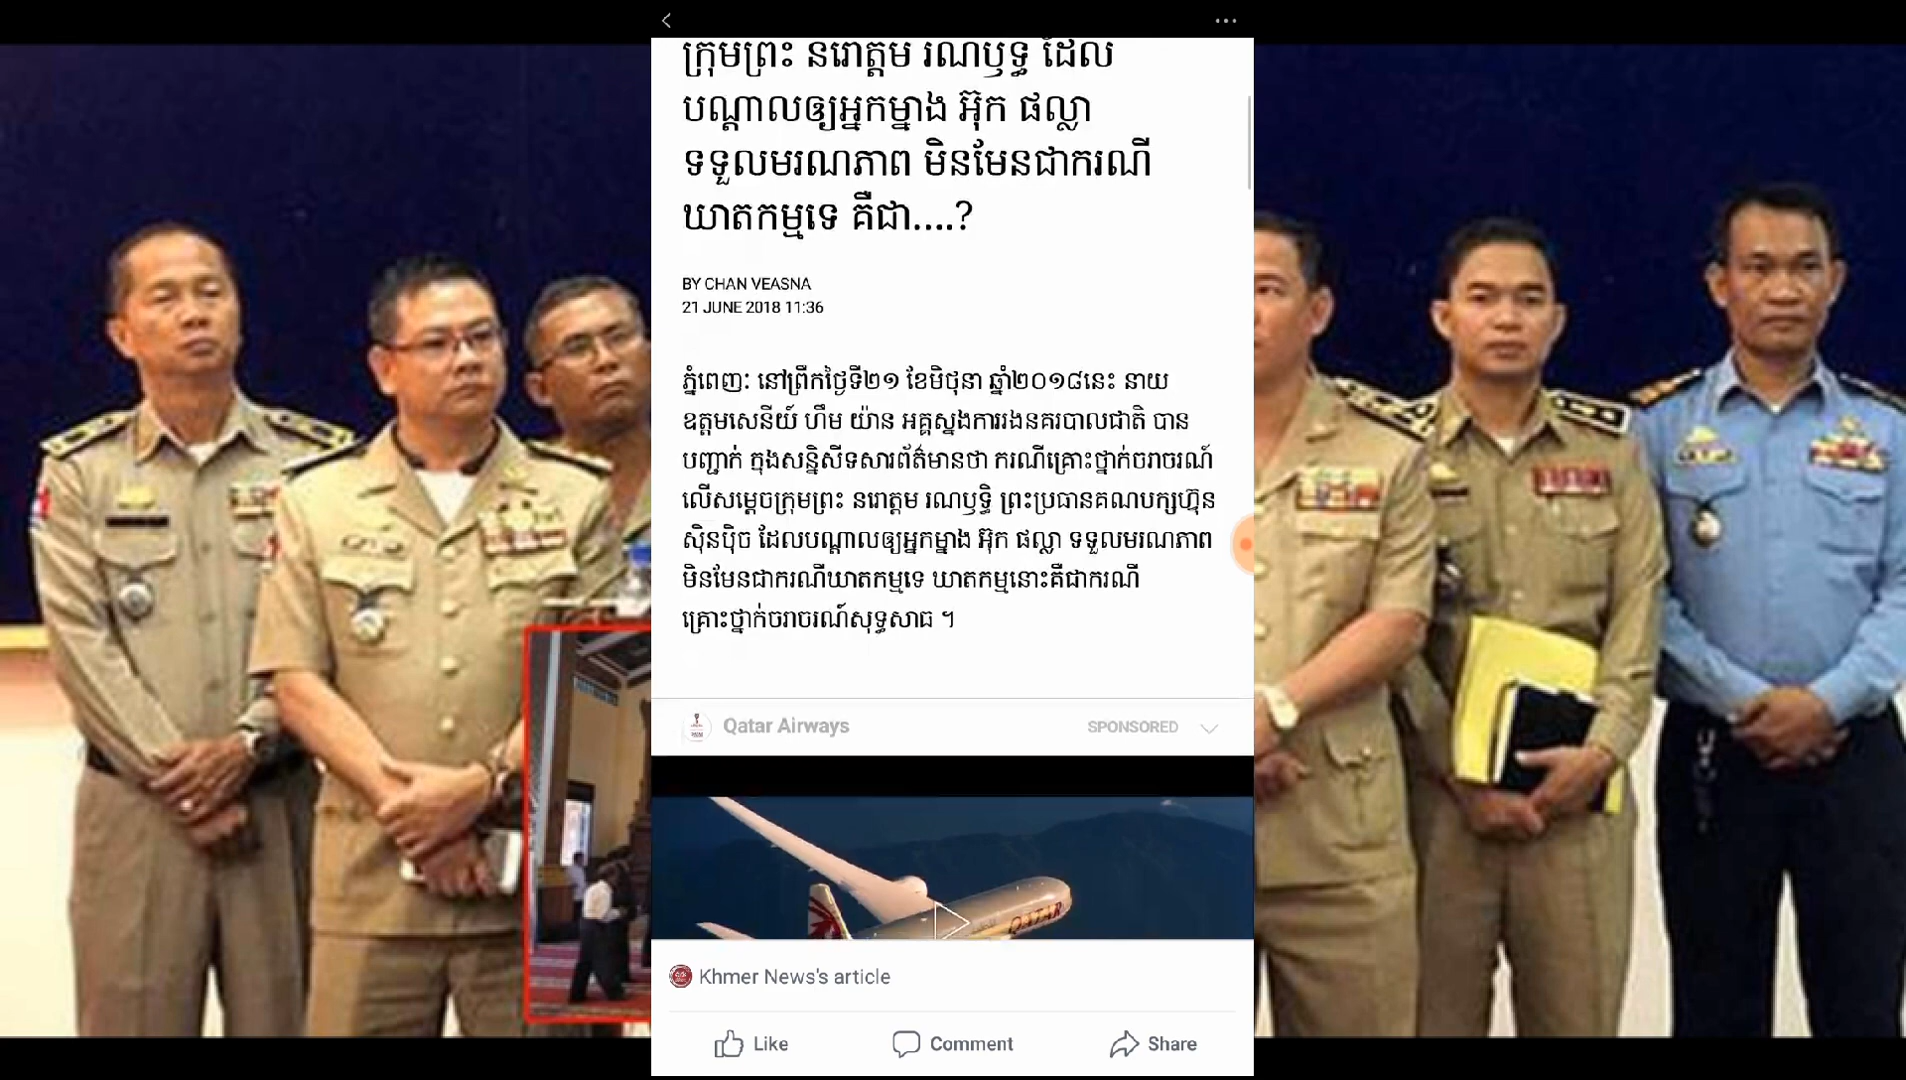 ក្រុមព្រះ នរោត្តម រណឫទ្ធ ដែល
បណ្តាលឲ្យអ្នកម្នាង អ៊ុក ផល្លា
ទទួលមរណភាព មិនមែនជាករណី
ឃាតកម្មទេ គឺជា....?
BY CHAN VEASNA
21 JUNE 2018 11:36
ភ្នំពេញ: នៅព្រឹកថ្ងៃទី២១ ខែមិថុនា ឆ្នាំ២០១៨នេះ នាយ
ឧត្តមសេនីយ៍ ហឹម យ៉ាន អគ្គស្នងការរងនគរបាលជាតិ បាន
បញ្ជាក់ ក្នុងសន្និសីទសារព័ត៌មានថា ករណីគ្រោះថ្នាក់ចរាចរណ៍
លើសម្តេចក្រុមព្រះ នរោត្តម រណឫទ្ធិ ព្រះប្រធានគណបក្សហ៊្វុន
ស៊ិនប៉ិច ដែលបណ្តាលឲ្យអ្នកម្នាង អ៊ុក ផល្លា ទទួលមរណភាព
មិនមែនជាករណីឃាតកម្មទេ ឃាតកម្មនោះគឺជាករណី
គ្រោះថ្នាក់ចរាចរណ៍សុទ្ធសាធ ។
Qatar Airways
SPONSORED
QATAR
Khmer News's article
Like
Comment
Share